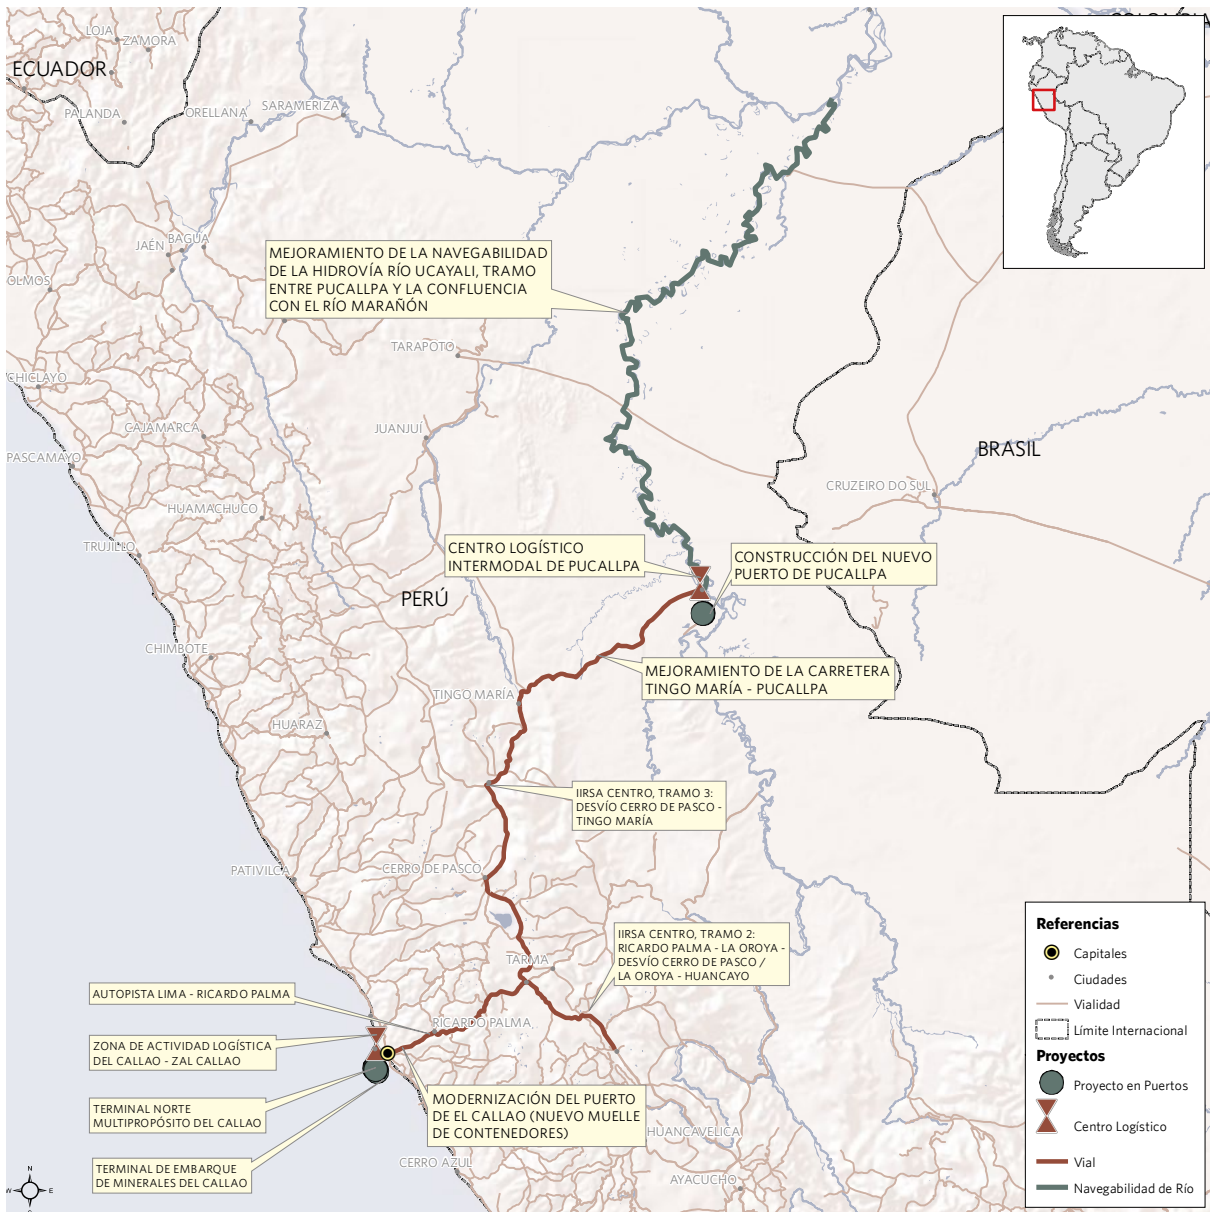 COLOMBIA
LOJA
ZAMORA
ECUADOR
PALANDA
ORELLANA
SARAMERIZA
JAÉN
BAGUA
OLMOS
MEJORAMIENTO DE LA NAVEGABILIDAD
DE LA HIDROVÍA RÍO UCAYALI, TRAMO
ENTRE PUCALLPA Y LA CONFLUENCIA
CON EL RÍO MARAÑÓN
TARAPOTO
CHICLAYO
CAJAMARCA
JUANJUÍ
PASCAMAYO
BRASIL
CRUZEIRO DO SUL
HUAMACHUCO
TRUJILLO
CENTRO LOGÍSTICO
INTERMODAL DE PUCALLPA
CONSTRUCCIÓN DEL NUEVO
PUERTO DE PUCALLPA
PERÚ
CHIMBOTE
MEJORAMIENTO DE LA CARRETERA
TINGO MARÍA - PUCALLPA
TINGO MARÍA
HUARAZ
IIRSA CENTRO, TRAMO 3:
DESVÍO CERRO DE PASCO -
TINGO MARÍA
PATIVILCA
CERRO DE PASCO
IIRSA CENTRO, TRAMO 2:
RICARDO PALMA - LA OROYA -
DESVÍO CERRO DE PASCO /
LA OROYA - HUANCAYO
TARMA
AUTOPISTA LIMA - RICARDO PALMA
RICARDO PALMA
ZONA DE ACTIVIDAD LOGÍSTICA
DEL CALLAO - ZAL CALLAO
TERMINAL NORTE
MULTIPROPÓSITO DEL CALLAO
MODERNIZACIÓN DEL PUERTO
DE EL CALLAO (NUEVO MUELLE
DE CONTENEDORES)
HUANCAVELICA
CERRO AZUL
TERMINAL DE EMBARQUE
DE MINERALES DEL CALLAO
AYACUCHO
N
W
E
S
Referencias
Capitales
Ciudades
Vialidad
Límite Internacional
Proyectos
Proyecto en Puertos
Centro Logístico
Vial
Navegabilidad de Río